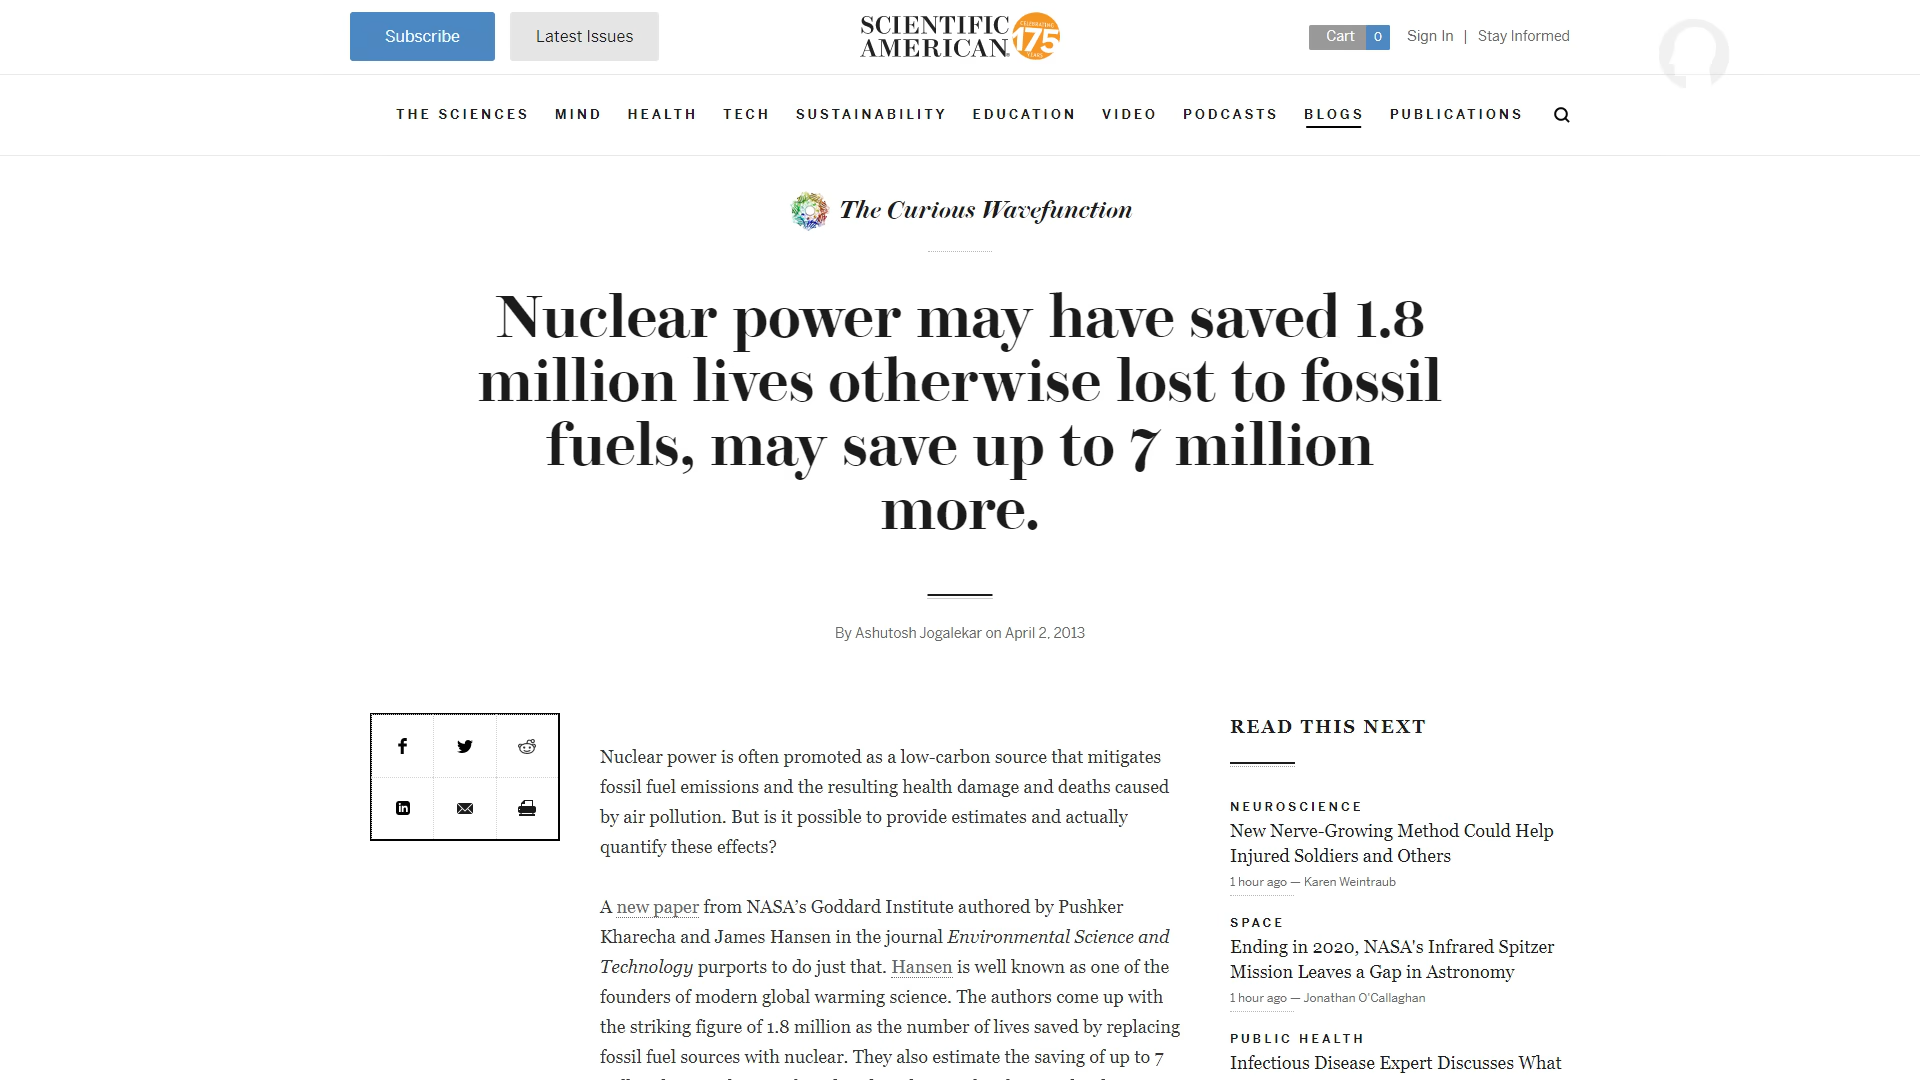 Subscribe
Latest Issues
SCIENTIFIC
AMERICAN
CELEBRATING
175
YEARS
Cart 0
Sign In | Stay Informed
THE SCIENCES MIND HEALTH TECH SUSTAINABILITY EDUCATION VIDEO PODCASTS BLOGS PUBLICATIONS
The Curious Wavefunction
Nuclear power may have saved 1.8
million lives otherwise lost to fossil
fuels, may save up to 7 million
more.
By Ashutosh Jogalekar on April 2, 2013
Nuclear power is often promoted as a low-carbon source that mitigates
fossil fuel emissions and the resulting health damage and deaths caused
by air pollution. But is it possible to provide estimates and actually
quantify these effects?
A new paper from NASA’s Goddard Institute authored by Pushker
Kharecha and James Hansen in the journal Environmental Science and
Technology purports to do just that. Hansen is well known as one of the
founders of modern global warming science. The authors come up with
the striking figure of 1.8 million as the number of lives saved by replacing
fossil fuel sources with nuclear. They also estimate the saving of up to 7
READ THIS NEXT
NEUROSCIENCE
New Nerve-Growing Method Could Help
Injured Soldiers and Others
1 hour ago — Karen Weintraub
SPACE
Ending in 2020, NASA's Infrared Spitzer
Mission Leaves a Gap in Astronomy
1 hour ago — Jonathan O'Callaghan
PUBLIC HEALTH
Infectious Disease Expert Discusses What